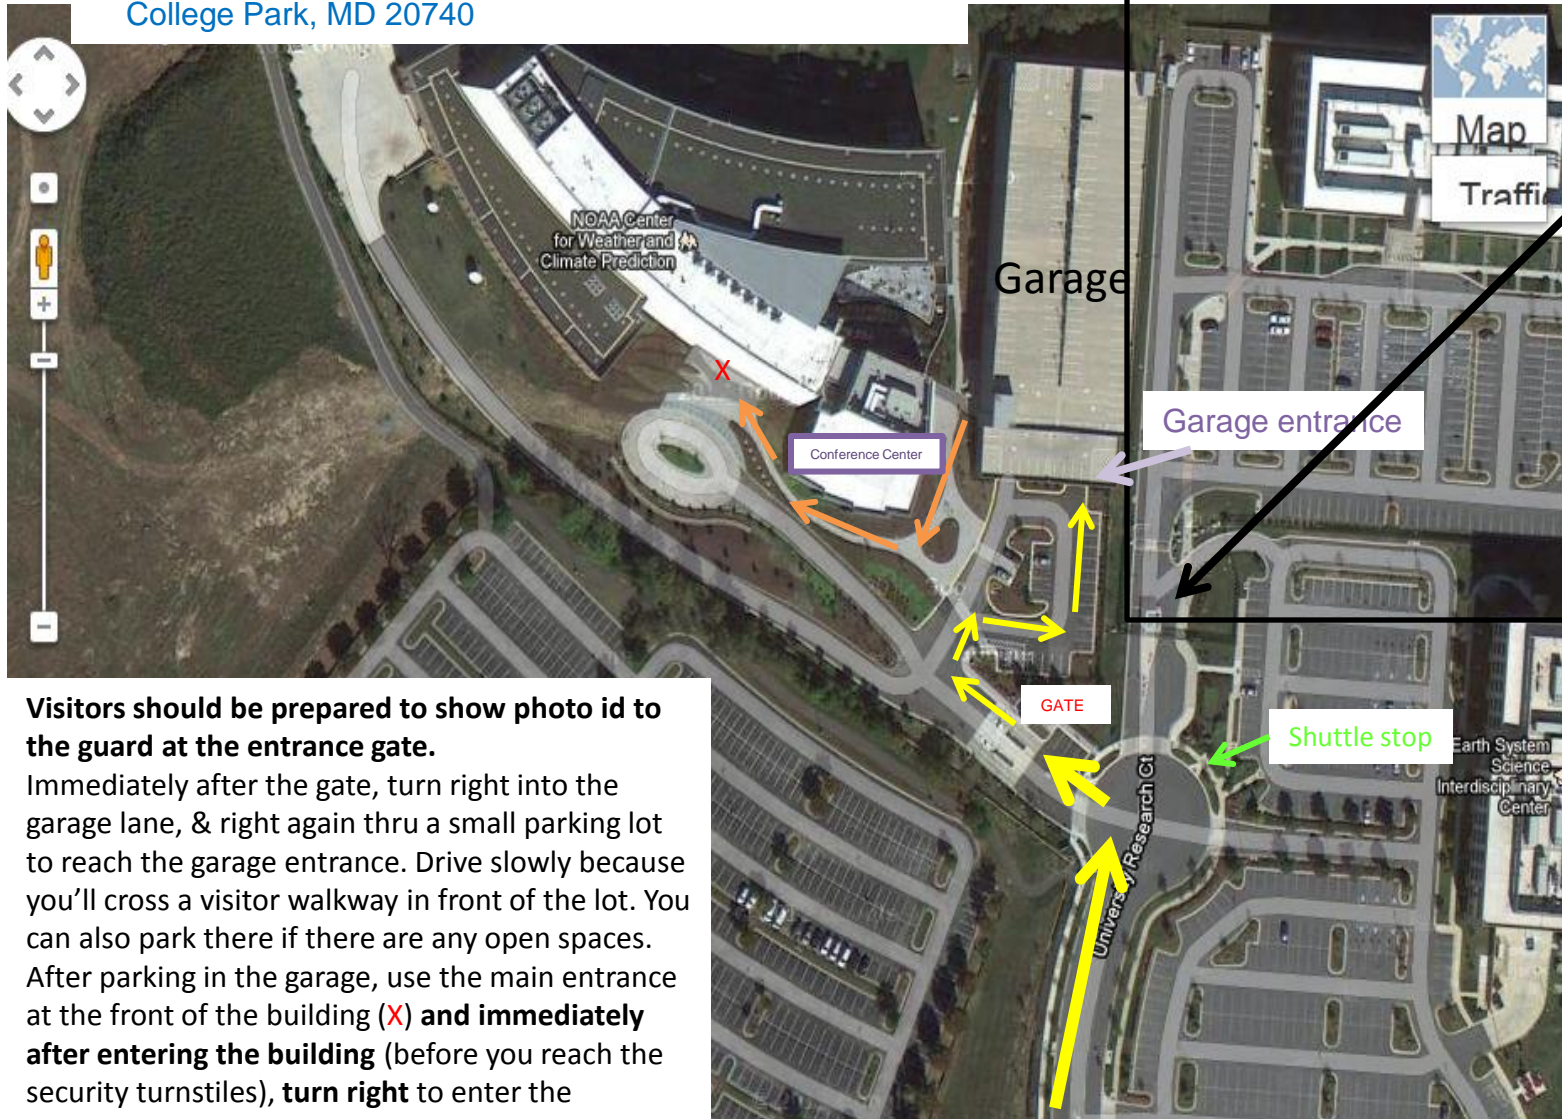 College Park, MD 20740
Map
Traffic
NOAA Center
for Weather and
Climate Prediction
Garage
X
Garage entrance
Conference Center
GATE
Shuttle stop
Earth System
Science
Interdisciplinary
Center
University Research Ct
Visitors should be prepared to show photo id to
the guard at the entrance gate.
Immediately after the gate, turn right into the
garage lane, & right again thru a small parking lot
to reach the garage entrance. Drive slowly because
you’ll cross a visitor walkway in front of the lot. You
can also park there if there are any open spaces.
After parking in the garage, use the main entrance
at the front of the building (X) and immediately
after entering the building (before you reach the
security turnstiles), turn right to enter the